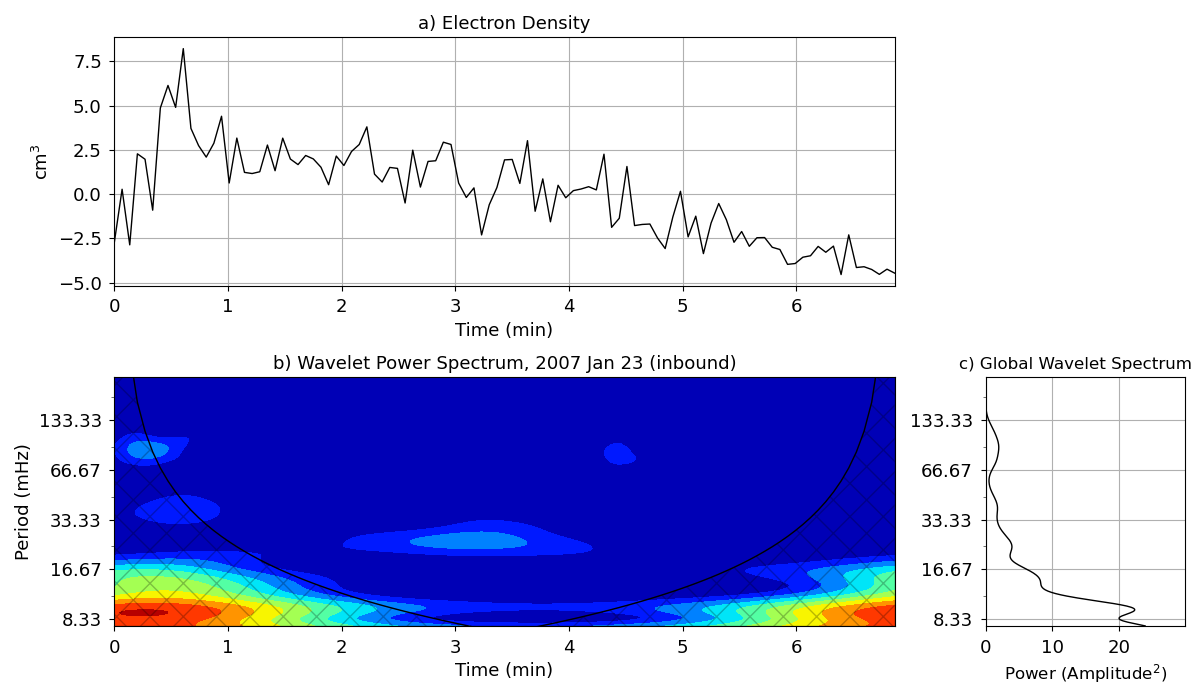 a) Electron Density
7.5
5.0
2.5
0.0
−2.5
−5.0
cm³
0 1 2 3 4 5 6
Time (min)
b) Wavelet Power Spectrum, 2007 Jan 23 (inbound)
133.33
66.67
33.33
16.67
8.33
Period (mHz)
0 1 2 3 4 5 6
Time (min)
c) Global Wavelet Spectrum
133.33
66.67
33.33
16.67
8.33
0 10 20
Power (Amplitude²)